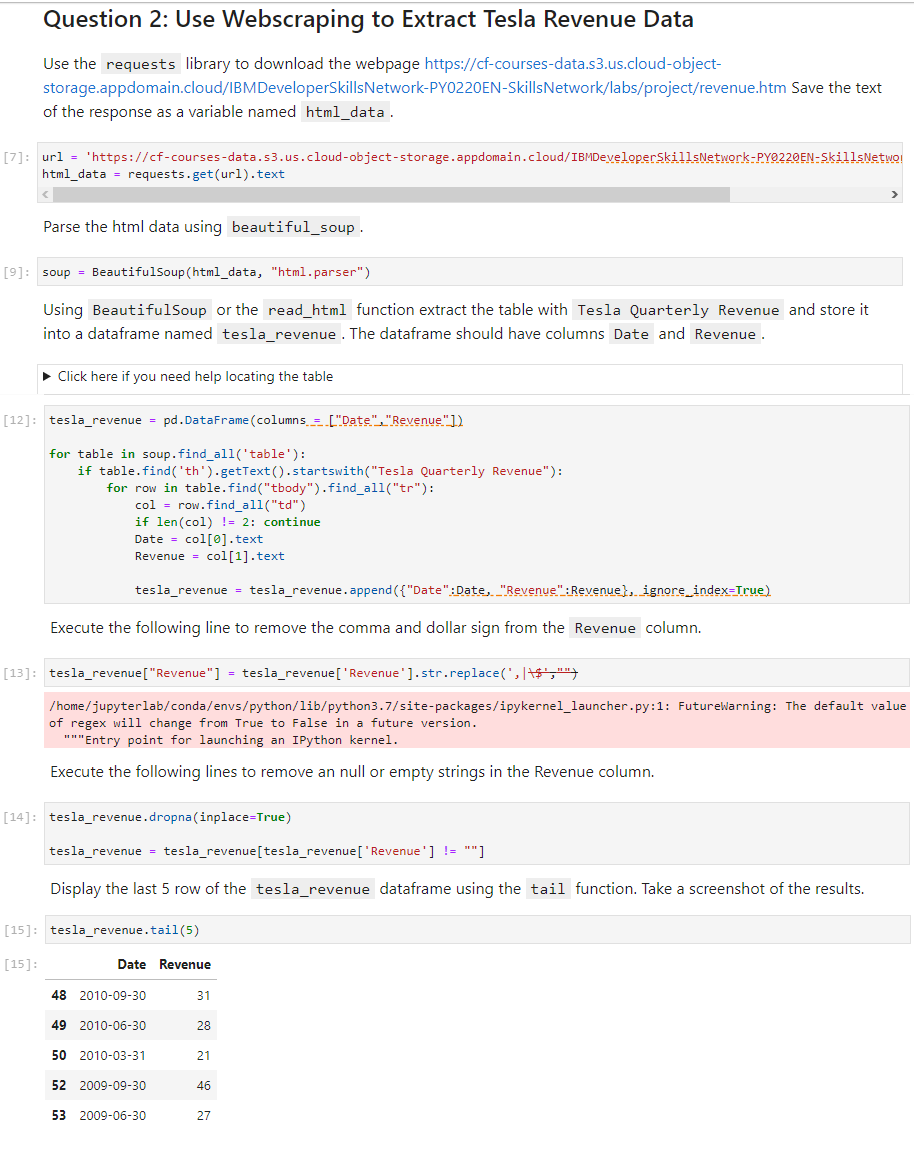 Question 2: Use Webscraping to Extract Tesla Revenue Data
Use the requests library to download the webpage https://cf-courses-data.s3.us.cloud-object-
storage.appdomain.cloud/IBMDeveloperSkillsNetwork-PY0220EN-SkillsNetwork/labs/project/revenue.htm Save the text
of the response as a variable named html_data .
[7]: url = 'https://cf-courses-data.s3.us.cloud-object-storage.appdomain.cloud/IBMDeveloperSkillsNetwork-PY0220EN-SkillsNetwor
html_data = requests.get(url).text
Parse the html data using beautiful_soup .
[9]: soup = BeautifulSoup(html_data, "html.parser")
Using BeautifulSoup or the read_html function extract the table with Tesla Quarterly Revenue and store it
into a dataframe named tesla_revenue . The dataframe should have columns Date and Revenue .
Click here if you need help locating the table
[12]: tesla_revenue = pd.DataFrame(columns = ["Date","Revenue"])
for table in soup.find_all('table'):
if table.find('th').getText().startswith("Tesla Quarterly Revenue"):
for row in table.find("tbody").find_all("tr"):
col = row.find_all("td")
if len(col) != 2: continue
Date = col[0].text
Revenue = col[1].text
tesla_revenue = tesla_revenue.append({"Date":Date, "Revenue":Revenue}, ignore_index=True)
Execute the following line to remove the comma and dollar sign from the Revenue column.
[13]: tesla_revenue["Revenue"] = tesla_revenue['Revenue'].str.replace(',|\$',"")
/home/jupyterlab/conda/envs/python/lib/python3.7/site-packages/ipykernel_launcher.py:1: FutureWarning: The default value
of regex will change from True to False in a future version.
"""Entry point for launching an IPython kernel.
Execute the following lines to remove an null or empty strings in the Revenue column.
[14]: tesla_revenue.dropna(inplace=True)
tesla_revenue = tesla_revenue[tesla_revenue['Revenue'] != ""]
Display the last 5 row of the tesla_revenue dataframe using the tail function. Take a screenshot of the results.
[15]: tesla_revenue.tail(5)
[15]: Date Revenue
48 2010-09-30 31
49 2010-06-30 28
50 2010-03-31 21
52 2009-09-30 46
53 2009-06-30 27